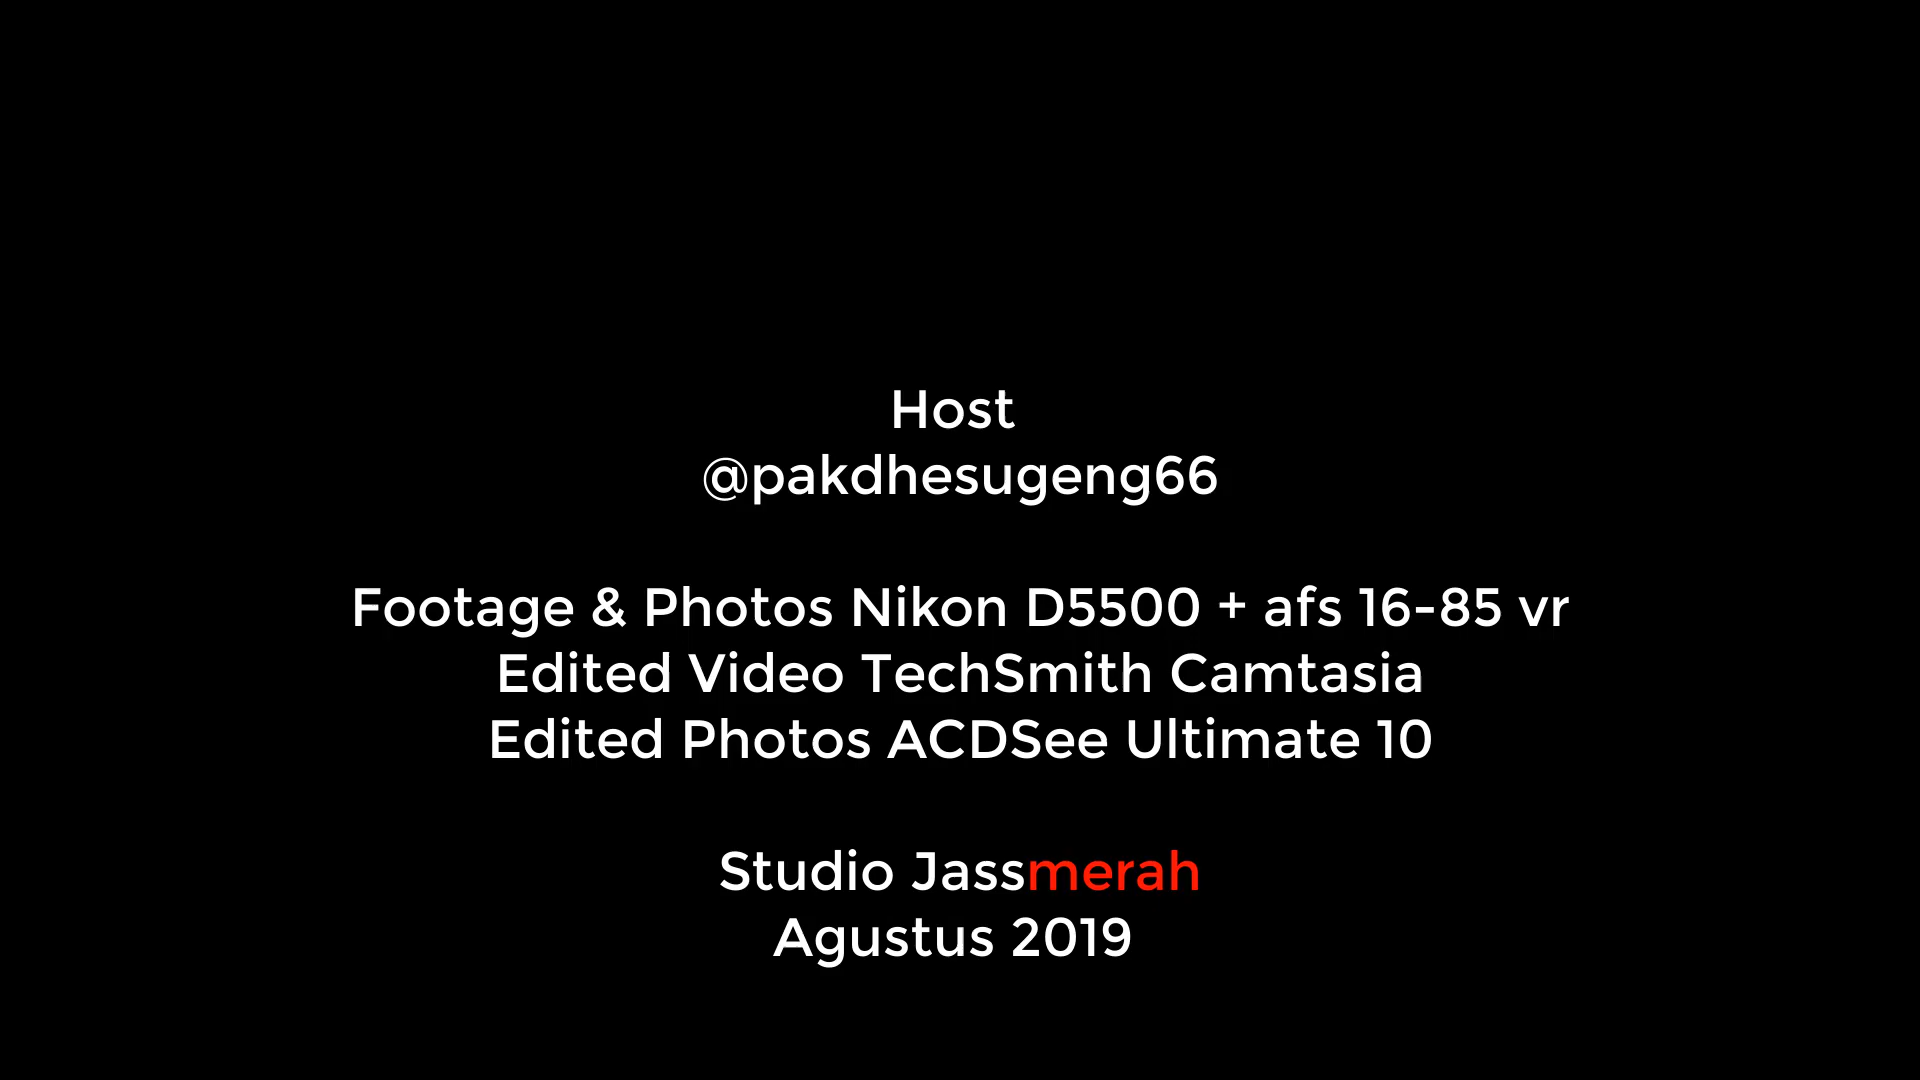 Host
@pakdhesugeng66
Footage & Photos Nikon D5500 + afs 16-85 vr
Edited Video TechSmith Camtasia
Edited Photos ACDSee Ultimate 10
Studio Jassmerah
Agustus 2019